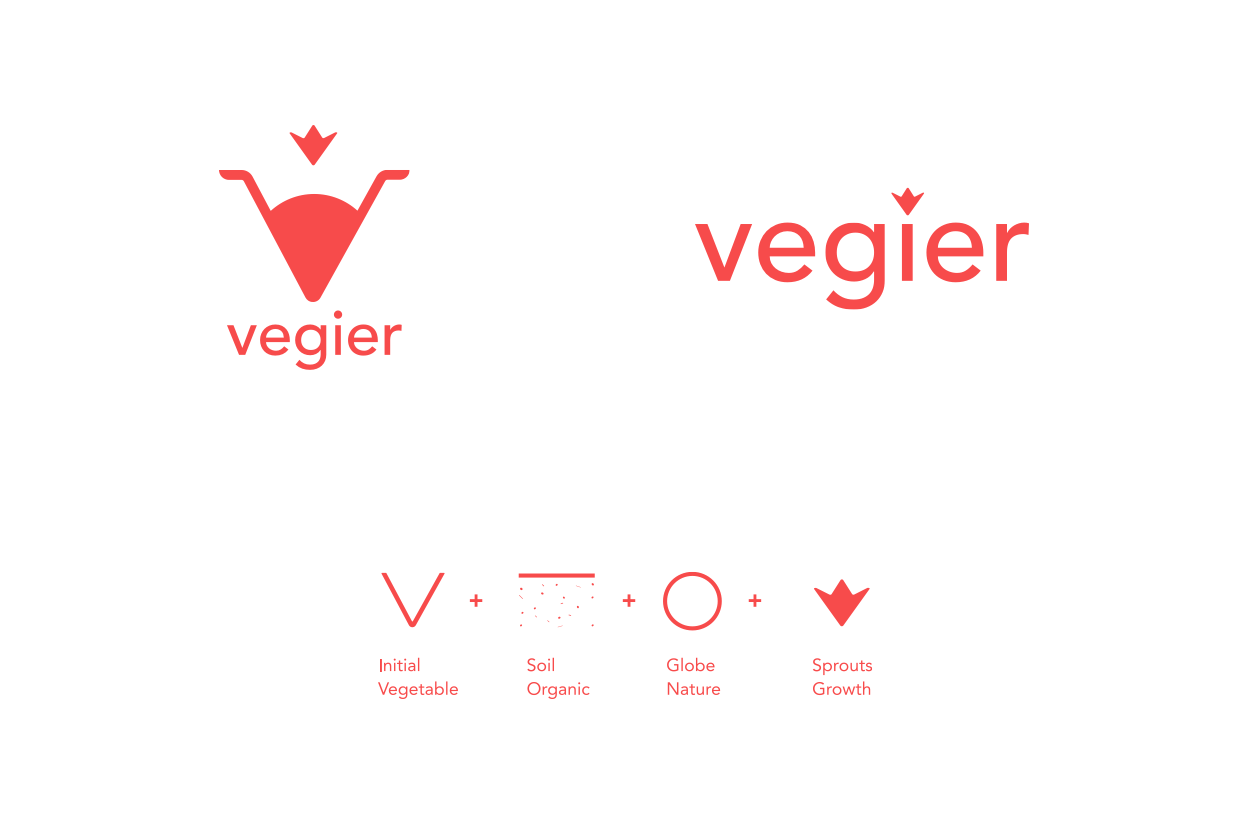 vegier
vegier
+ + +
Initial
Vegetable
Soil
Organic
Globe
Nature
Sprouts
Growth